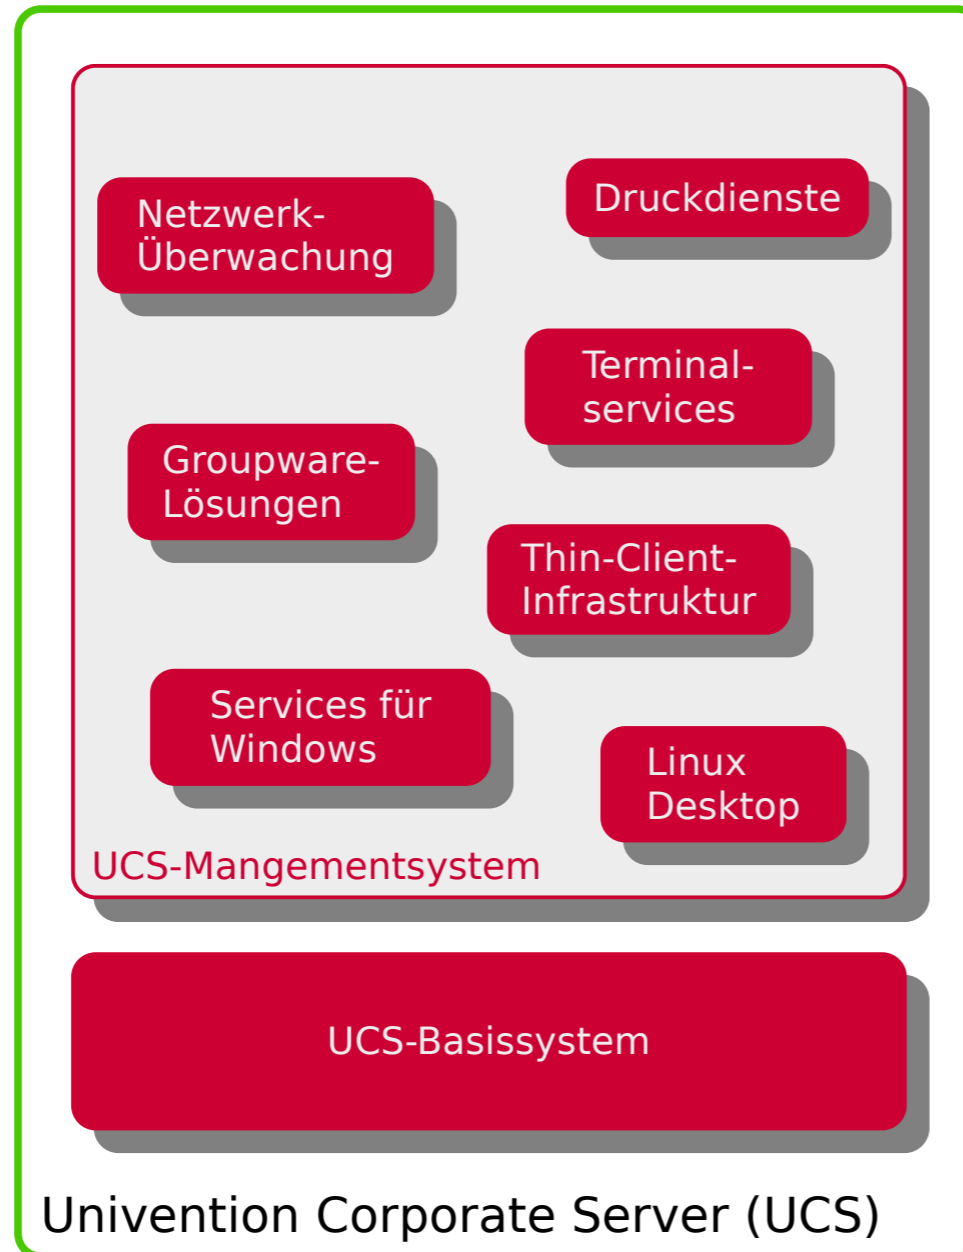 Netzwerk-
Überwachung
Druckdienste
Terminal-
services
Groupware-
Lösungen
Thin-Client-
Infrastruktur
Services für
Windows
Linux
Desktop
UCS-Mangementsystem
UCS-Basissystem
Univention Corporate Server (UCS)